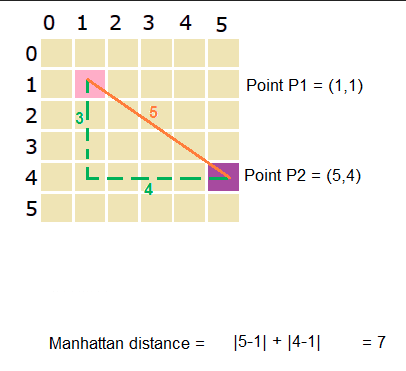 0 1 2 3 4 5
0
1 Point P1 = (1,1)
2 3 5
3
4 Point P2 = (5,4)
4
5
Manhattan distance = |5-1| + |4-1| = 7